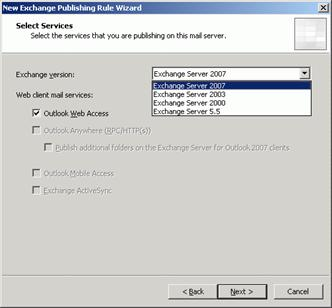 New Exchange Publishing Rule Wizard
Select Services
Select the services that you are publishing on this mail server.
Exchange version:
Exchange Server 2007
Exchange Server 2007
Exchange Server 2003
Exchange Server 2000
Exchange Server 5.5
Web client mail services:
Outlook Web Access
Outlook Anywhere (RPC/HTTP(s))
Publish additional folders on the Exchange Server for Outlook 2007 clients
Outlook Mobile Access
Exchange ActiveSync
< Back
Next >
Cancel